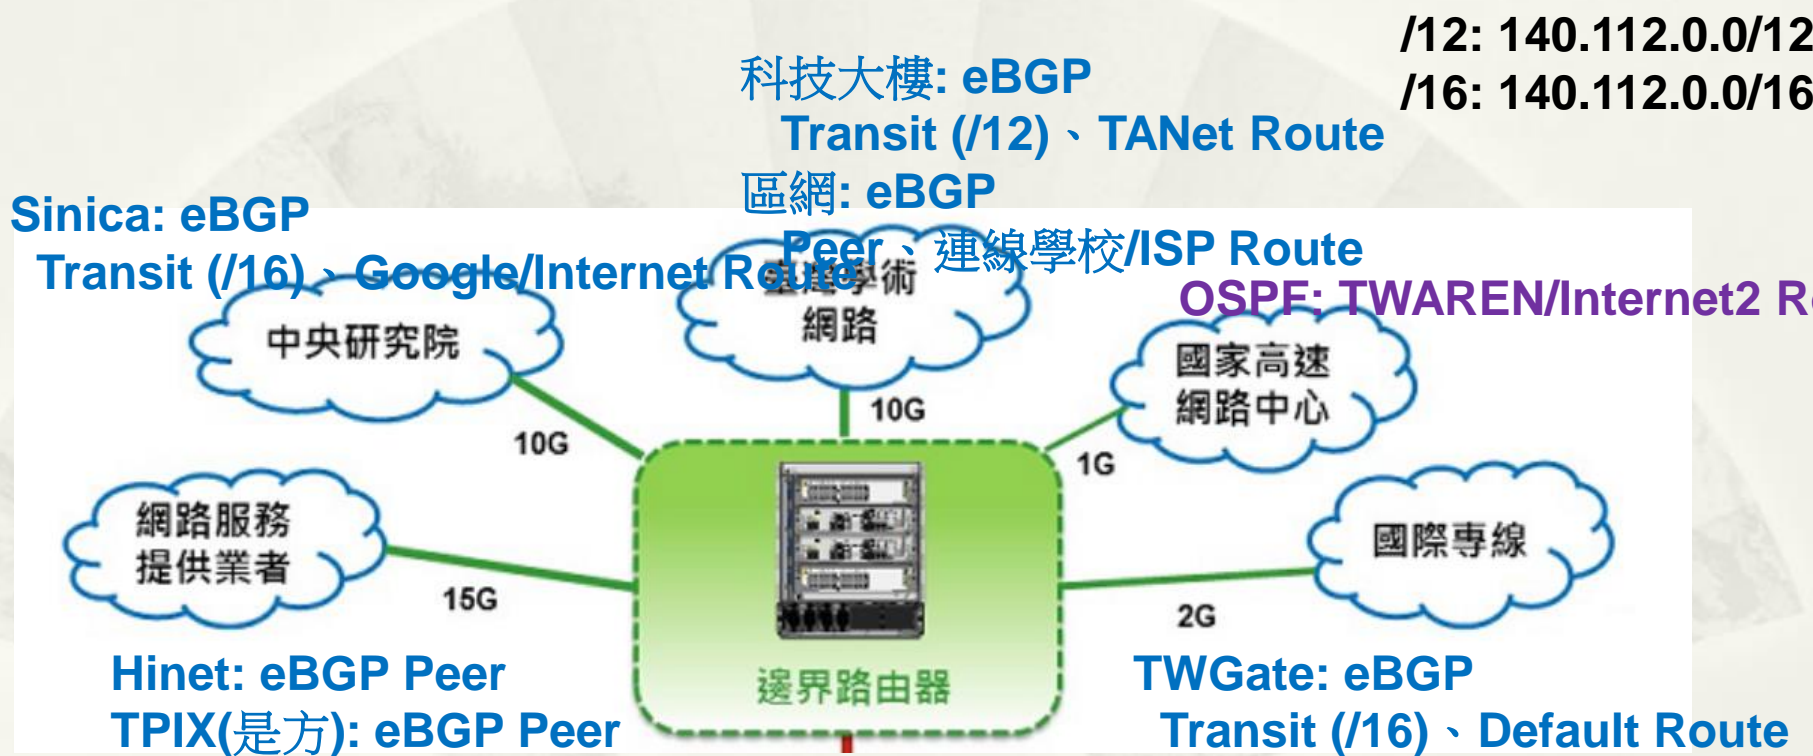 /12: 140.112.0.0/12
/16: 140.112.0.0/16
科技大樓: eBGP
Transit (/12)、TANet Route
區網: eBGP
Peer、連線學校/ISP Route
Sinica: eBGP
Transit (/16)、Google/Internet Route
OSPF: TWAREN/Internet2
中央研究院
臺灣學術
網路
國家高速
網路中心
10G
10G
1G
網路服務
提供業者
國際專線
15G
2G
邊界路由器
Hinet: eBGP Peer
TPIX(是方): eBGP Peer
TWGate: eBGP
Transit (/16)、Default Route